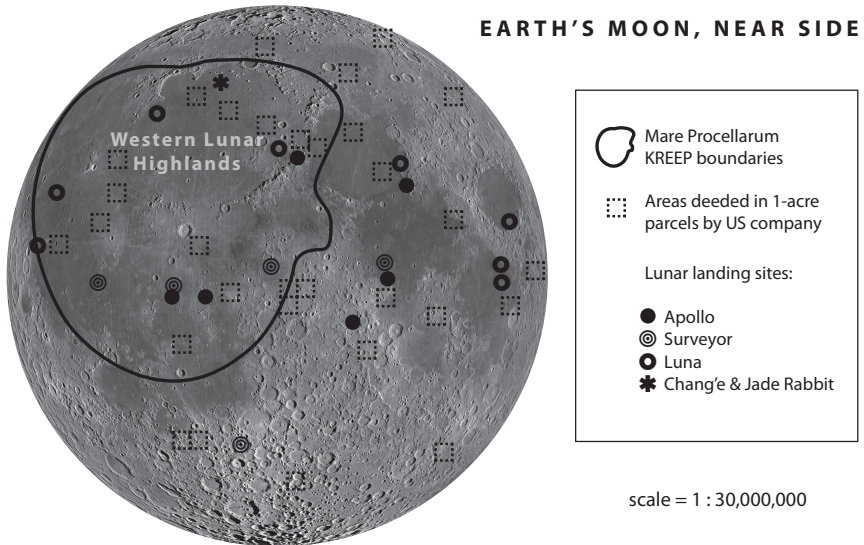 EARTH’S MOON, NEAR SIDE
Western Lunar
Highlands
Mare Procellarum
KREEP boundaries
Areas deeded in 1-acre
parcels by US company
Lunar landing sites:
Apollo
Surveyor
Luna
Chang’e & Jade Rabbit
scale = 1 : 30,000,000